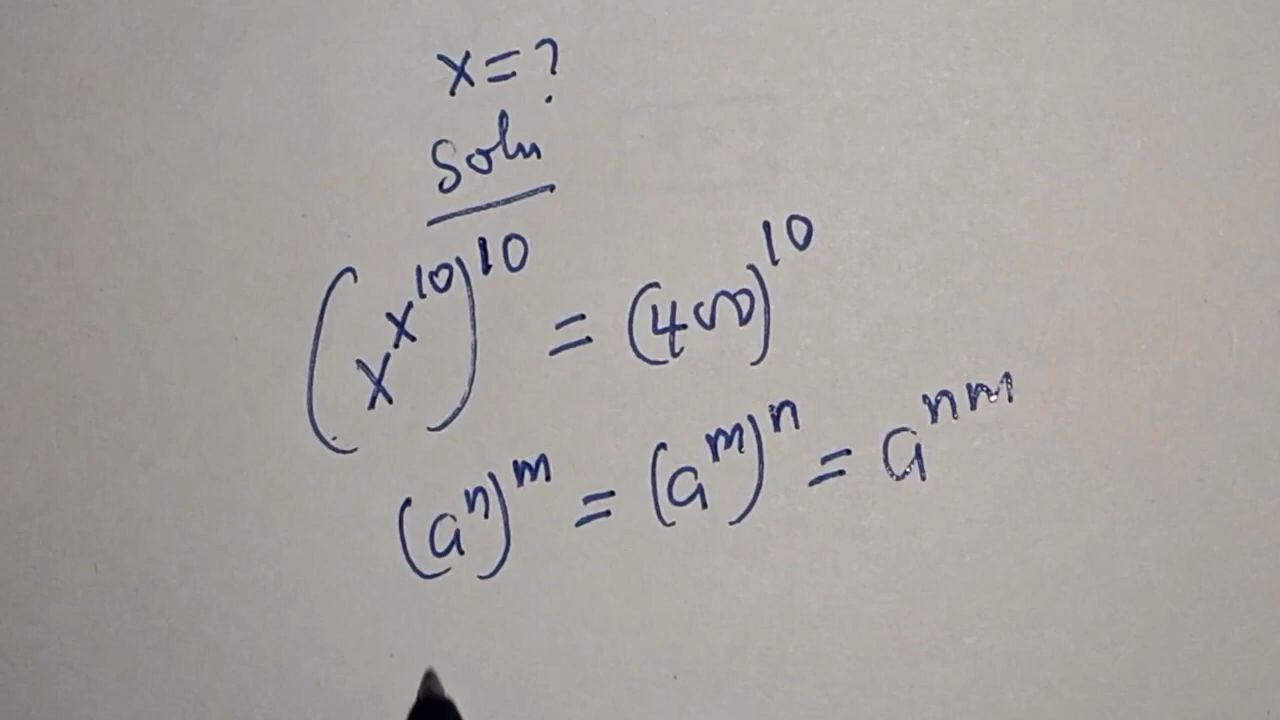 x = ?
Soln
(x^{x^{10}})^{10} = (400)^{10}
(a^n)^m = (a^m)^n = a^{nm}